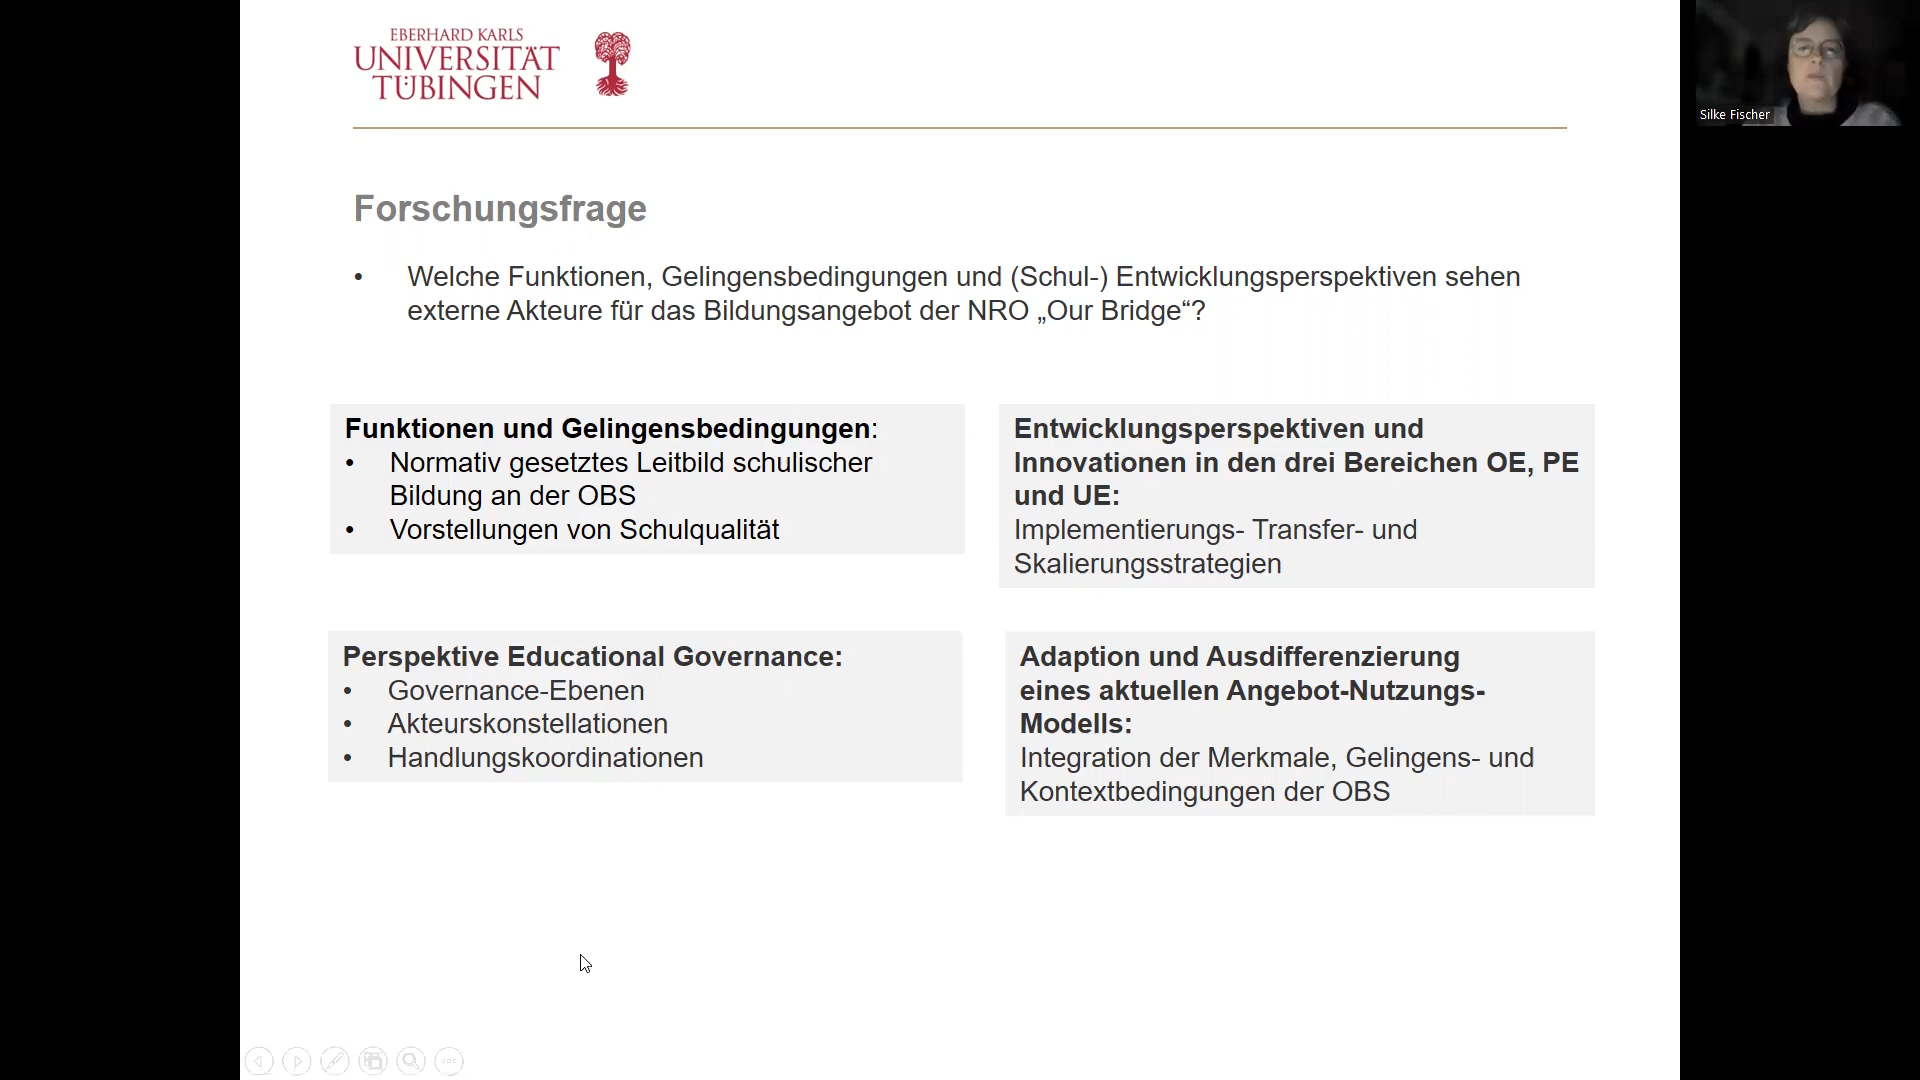 EBERHARD KARLS
UNIVERSITÄT
TÜBINGEN
Silke Fischer
Forschungsfrage
• Welche Funktionen, Gelingensbedingungen und (Schul-) Entwicklungsperspektiven sehen
externe Akteure für das Bildungsangebot der NRO „Our Bridge“?
Funktionen und Gelingensbedingungen:
• Normativ gesetztes Leitbild schulischer
Bildung an der OBS
• Vorstellungen von Schulqualität
Entwicklungsperspektiven und
Innovationen in den drei Bereichen OE, PE
und UE:
Implementierungs- Transfer- und
Skalierungsstrategien
Perspektive Educational Governance:
• Governance-Ebenen
• Akteurskonstellationen
• Handlungskoordinationen
Adaption und Ausdifferenzierung
eines aktuellen Angebot-Nutzungs-
Modells:
Integration der Merkmale, Gelingens- und
Kontextbedingungen der OBS